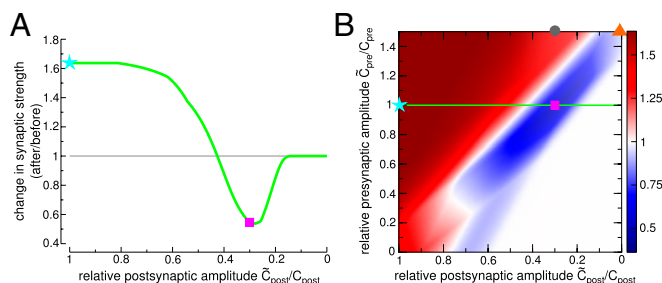 A
1.8
1.6
1.4
1.2
1
0.8
0.6
0.4
1 0.8 0.6 0.4 0.2 0
change in synaptic strength
(after/before)
relative postsynaptic amplitude C̃post/Cpost
B
1.4
1.2
1
0.8
0.6
0.4
0.2
0
1 0.8 0.6 0.4 0.2 0
relative presynaptic amplitude C̃pre/Cpre
relative postsynaptic amplitude C̃post/Cpost
1.5
1.25
1
0.75
0.5